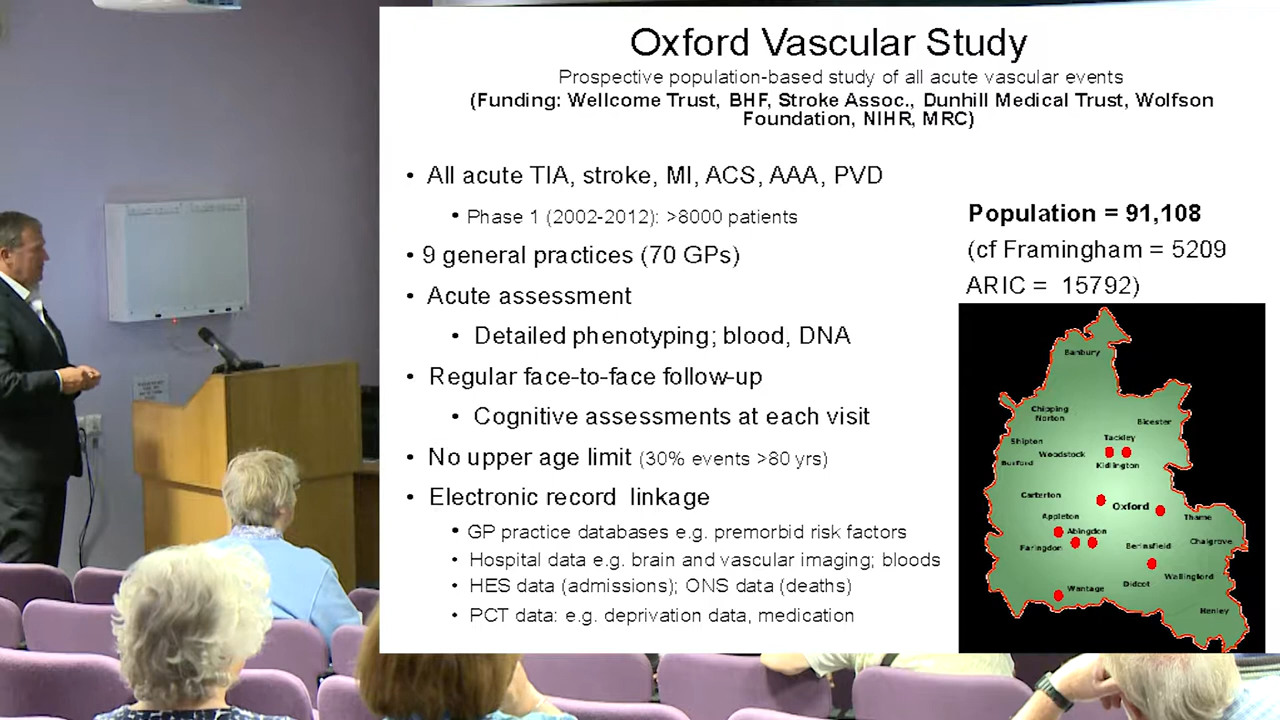 Oxford Vascular Study
Prospective population-based study of all acute vascular events
(Funding: Wellcome Trust, BHF, Stroke Assoc., Dunhill Medical Trust, Wolfson
Foundation, NIHR, MRC)
• All acute TIA, stroke, MI, ACS, AAA, PVD
• Phase 1 (2002-2012): >8000 patients
• 9 general practices (70 GPs)
• Acute assessment
• Detailed phenotyping; blood, DNA
• Regular face-to-face follow-up
• Cognitive assessments at each visit
• No upper age limit (30% events >80 yrs)
• Electronic record linkage
• GP practice databases e.g. premorbid risk factors
• Hospital data e.g. brain and vascular imaging; bloods
• HES data (admissions); ONS data (deaths)
• PCT data: e.g. deprivation data, medication
Population = 91,108
(cf Framingham = 5209
ARIC = 15792)
Banbury
Chipping
Norton
Bicester
Tackley
Shipton
Woodstock
Burford
Kidlington
Carterton
Oxford
Appleton
Thame
Abingdon
Chalgrove
Faringdon
Berinsfield
Wallingford
Didcot
Wantage
Henley